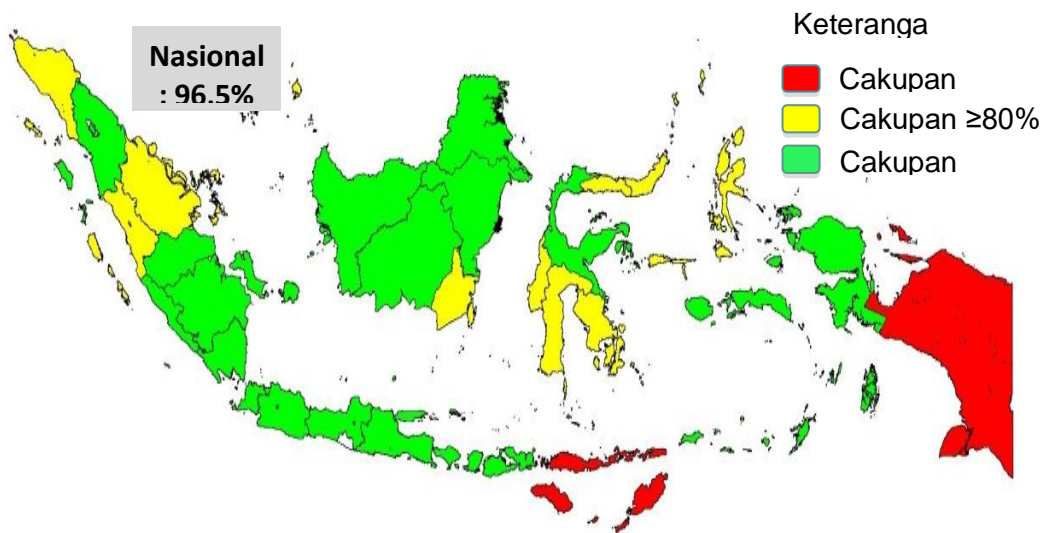 Nasional
: 96.5%
Keteranga
Cakupan
Cakupan ≥80%
Cakupan